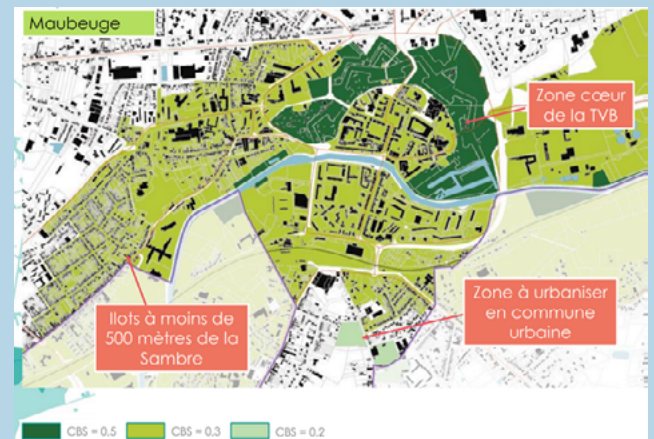 Maubeuge
Zone cœur
de la TVB
Ilots à moins de
500 mètres de la
Sambre
Zone à urbaniser
en commune
urbaine
CBS = 0.5 CBS = 0.3 CBS = 0.2